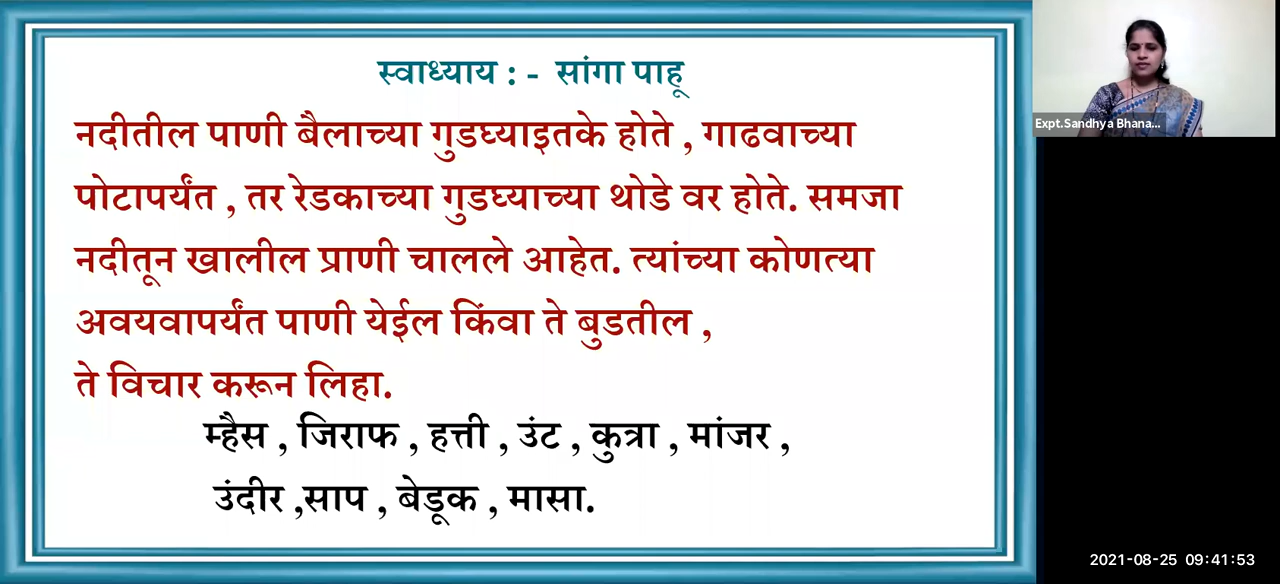 स्वाध्याय : - सांगा पाहू
नदीतील पाणी बैलाच्या गुडघ्याइतके होते , गाढवाच्या
पोटापर्यंत , तर रेडकाच्या गुडघ्याच्या थोडे वर होते. समजा
नदीतून खालील प्राणी चालले आहेत. त्यांच्या कोणत्या
अवयवापर्यंत पाणी येईल किंवा ते बुडतील ,
ते विचार करून लिहा.
म्हैस , जिराफ , हत्ती , उंट , कुत्रा , मांजर ,
उंदीर ,साप , बेडूक , मासा.
Expt.Sandhya Bhana...
2021-08-25 09:41:53